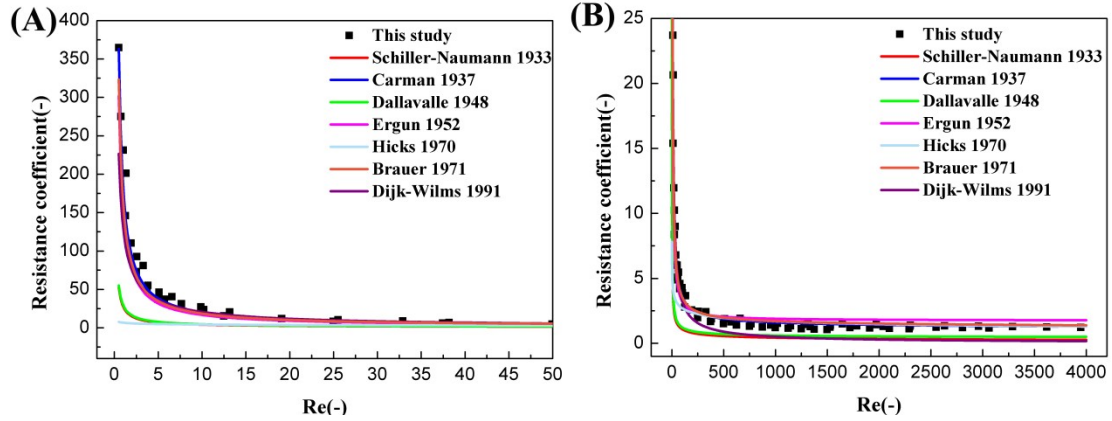 (A)
400
350
300
250
200
150
100
50
0
Resistance coefficient(-)
This study
Schiller-Naumann 1933
Carman 1937
Dallavalle 1948
Ergun 1952
Hicks 1970
Brauer 1971
Dijk-Wilms 1991
0 5 10 15 20 25 30 35 40 45 50
Re(-)
(B)
25
20
15
10
5
0
Resistance coefficient(-)
This study
Schiller-Naumann 1933
Carman 1937
Dallavalle 1948
Ergun 1952
Hicks 1970
Brauer 1971
Dijk-Wilms 1991
0 500 1000 1500 2000 2500 3000 3500 4000
Re(-)